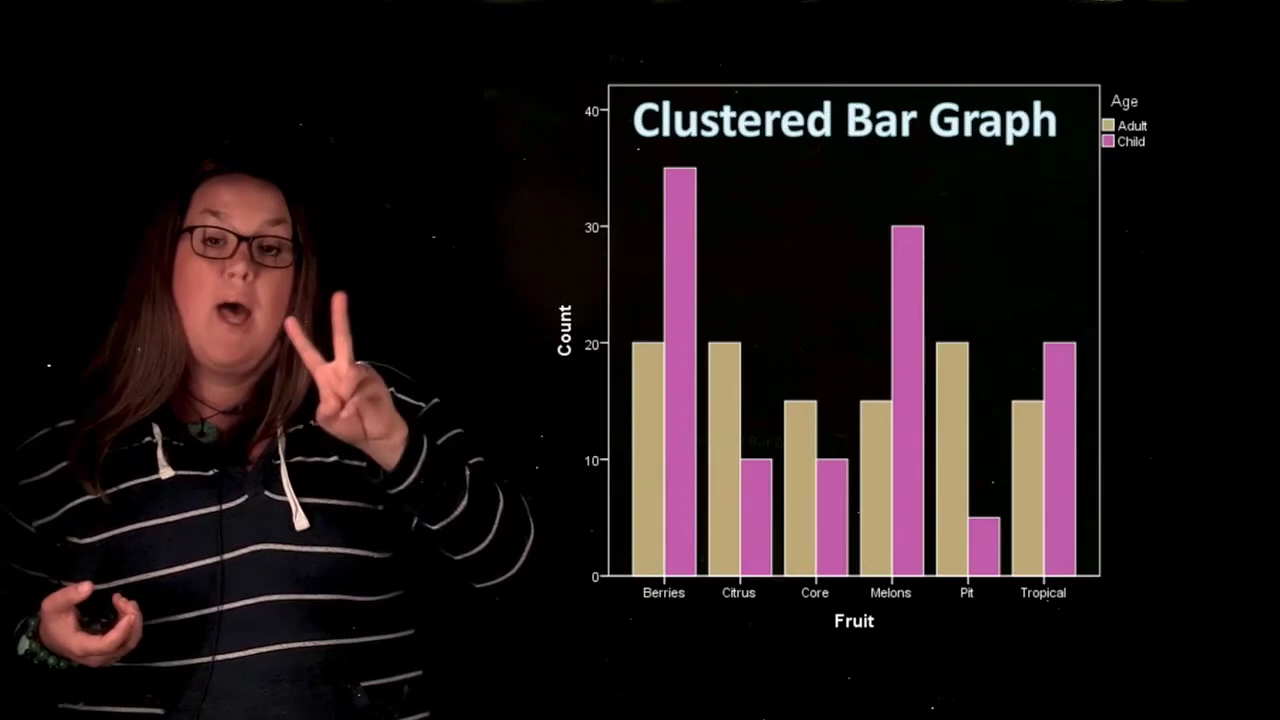 Clustered Bar Graph
Age
Adult
Child
40
30
20
10
0
Count
Berries Citrus Core Melons Pit Tropical
Fruit